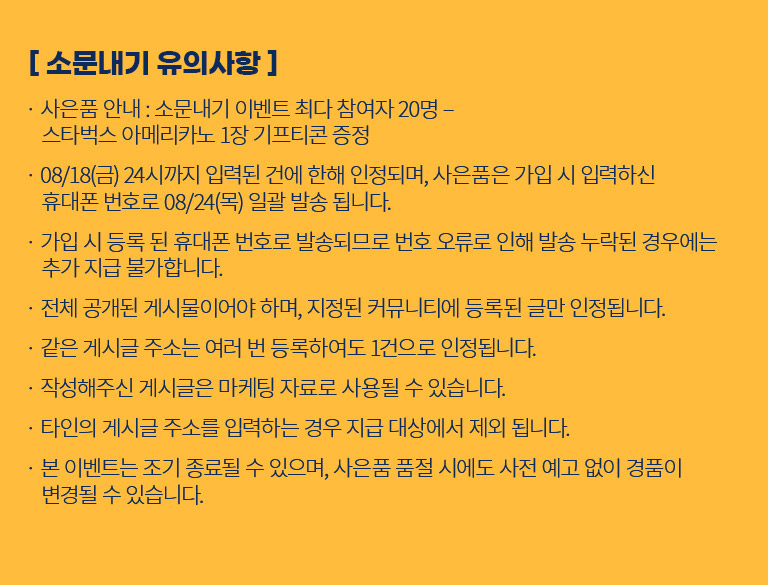 [ 소문내기 유의사항 ]
· 사은품 안내 : 소문내기 이벤트 최다 참여자 20명 –
스타벅스 아메리카노 1장 기프티콘 증정
· 08/18(금) 24시까지 입력된 건에 한해 인정되며, 사은품은 가입 시 입력하신
휴대폰 번호로 08/24(목) 일괄 발송 됩니다.
· 가입 시 등록 된 휴대폰 번호로 발송되므로 번호 오류로 인해 발송 누락된 경우에는
추가 지급 불가합니다.
· 전체 공개된 게시물이어야 하며, 지정된 커뮤니티에 등록된 글만 인정됩니다.
· 같은 게시글 주소는 여러 번 등록하여도 1건으로 인정됩니다.
· 작성해주신 게시글은 마케팅 자료로 사용될 수 있습니다.
· 타인의 게시글 주소를 입력하는 경우 지급 대상에서 제외 됩니다.
· 본 이벤트는 조기 종료될 수 있으며, 사은품 품절 시에도 사전 예고 없이 경품이
변경될 수 있습니다.